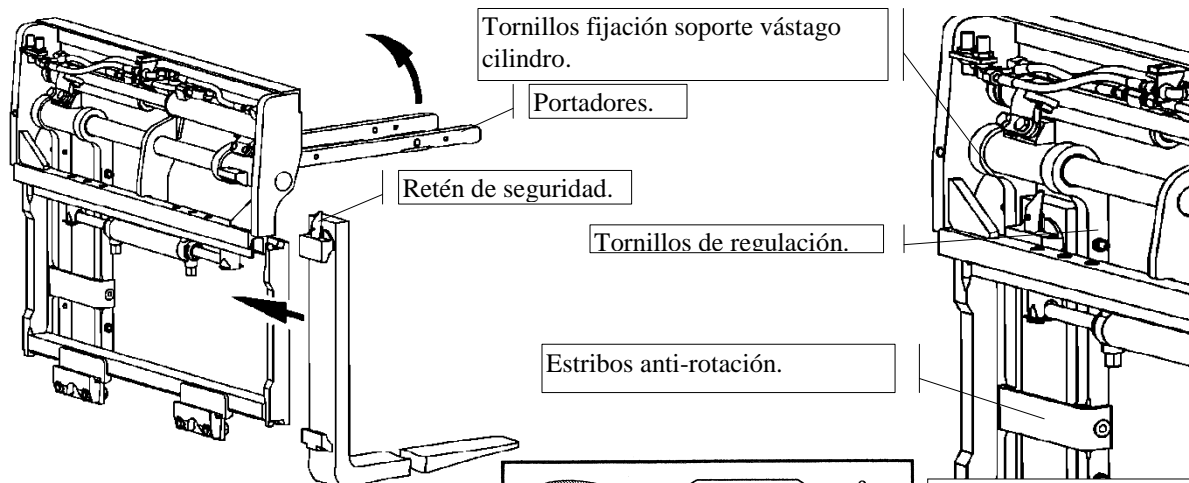 Tornillos fijación soporte vástago
cilindro.
Portadores.
Retén de seguridad.
Tornillos de regulación.
Estribos anti-rotación.